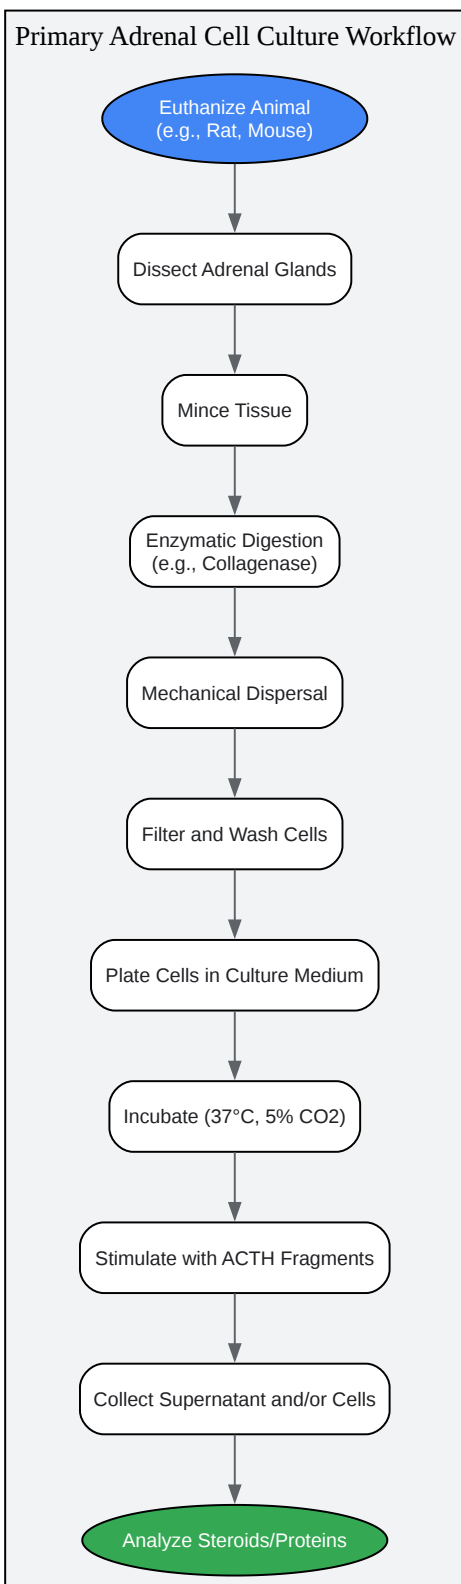 Primary Adrenal Cell Culture Workflow
Euthanize Animal
(e.g., Rat, Mouse)
Dissect Adrenal Glands
Mince Tissue
Enzymatic Digestion
(e.g., Collagenase)
Mechanical Dispersal
Filter and Wash Cells
Plate Cells in Culture Medium
Incubate (37°C, 5% CO2)
Stimulate with ACTH Fragments
Collect Supernatant and/or Cells
Analyze Steroids/Proteins